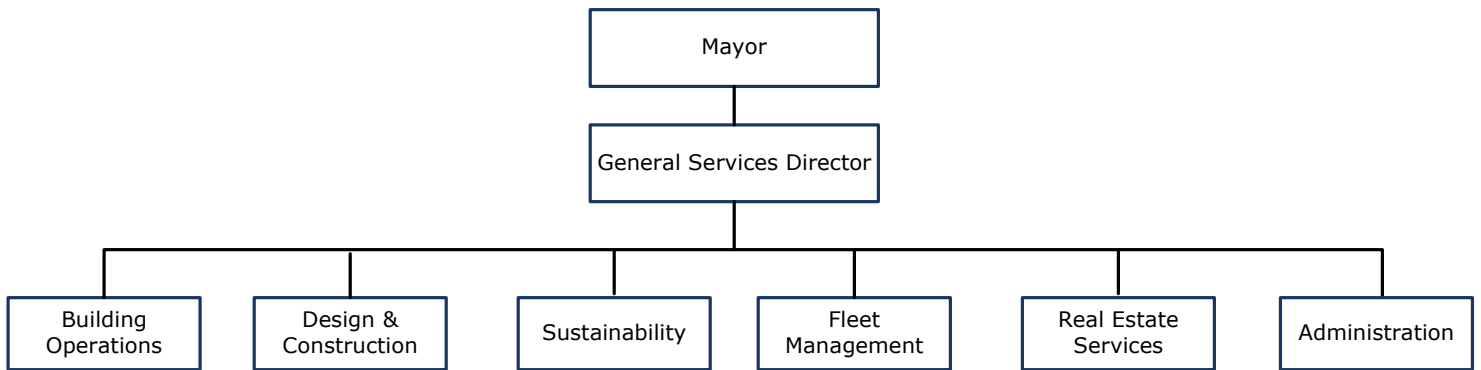 Mayor
General Services Director
Building
Operations
Design &
Construction
Sustainability
Fleet
Management
Real Estate
Services
Administration